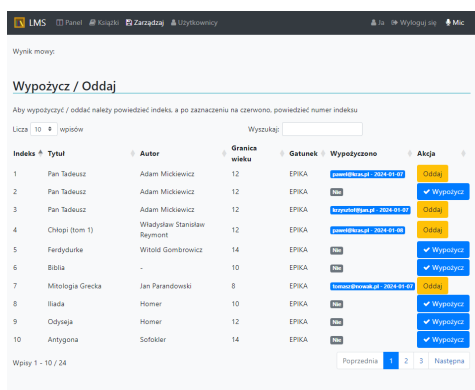 LMS Panel Książki Zarządzaj Użytkownicy Ja Wyloguj się Mic
Wynik mowy:
Wypożycz / Oddaj
Aby wypożyczyć / oddać należy powiedzieć indeks, a po zaznaczeniu na czerwono, powiedzieć numer indeksu
Licza 10 wpisów Wyszukaj:
Indeks Tytuł Autor Granica wieku Gatunek Wypożyczono Akcja
1 Pan Tadeusz Adam Mickiewicz 12 EPIKA pawel@kras.pl - 2024-01-07 Oddaj
2 Pan Tadeusz Adam Mickiewicz 12 EPIKA Nie Wypożycz
3 Pan Tadeusz Adam Mickiewicz 12 EPIKA krzysztof@jan.pl - 2024-01-07 Oddaj
4 Chłopi (tom 1) Władysław Stanisław Reymont 12 EPIKA pawel@kras.pl - 2024-01-08 Oddaj
5 Ferdydurke Witold Gombrowicz 14 EPIKA Nie Wypożycz
6 Biblia - 10 EPIKA Nie Wypożycz
7 Mitologia Grecka Jan Parandowski 8 EPIKA tomasz@nowak.pl - 2024-01-07 Oddaj
8 Iliada Homer 10 EPIKA Nie Wypożycz
9 Odyseja Homer 12 EPIKA Nie Wypożycz
10 Antygona Sofokler 14 EPIKA Nie Wypożycz
Wpisy 1 - 10 / 24 Poprzednia 1 2 3 Następna